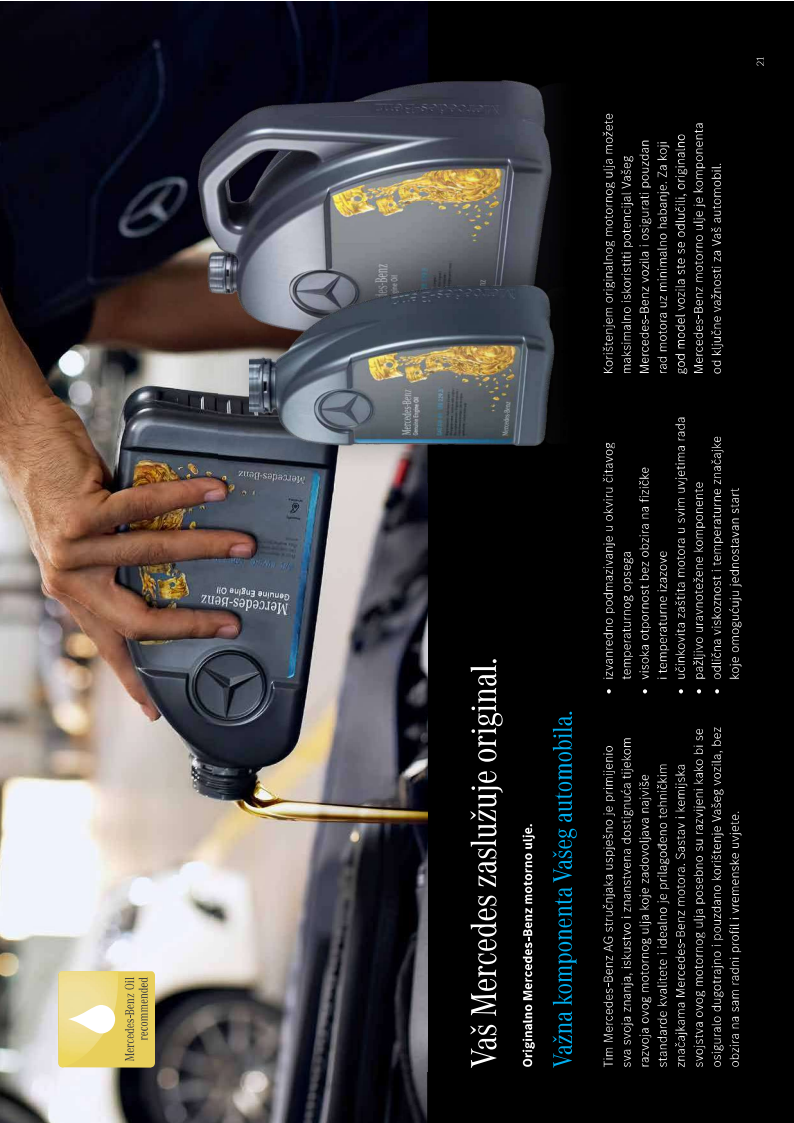 Mercedes-Benz Oil
recommended
Mercedes-Benz
Genuine Engine Oil
Mercedes-Benz
Mercedes-Benz
Genuine Engine Oil
Mercedes-Benz
Vaš Mercedes zaslužuje original.
Originalno Mercedes-Benz motorno ulje.
Važna komponenta Vašeg automobila.
Tim Mercedes-Benz AG stručnjaka uspješno je primijenio
sva svoja znanja, iskustvo i znanstvena dostignuća tijekom
razvoja ovog motornog ulja koje zadovoljava najviše
standarde kvalitete i idealno je prilagođeno tehničkim
značajkama Mercedes-Benz motora. Sastav i kemijska
svojstva ovog motornog ulja posebno su razvijeni kako bi se
osiguralo dugotrajno i pouzdano korištenje Vašeg vozila, bez
obzira na sam radni profil i vremenske uvjete.
• izvanredno podmazivanje u okviru čitavog
temperaturnog opsega
• visoka otpornost bez obzira na fizičke
i temperaturne izazove
• učinkovita zaštita motora u svim uvjetima rada
• pažljivo uravnotežene komponente
• odlična viskoznost i temperaturne značajke
koje omogućuju jednostavan start
Korištenjem originalnog motornog ulja možete
maksimalno iskoristiti potencijal Vašeg
Mercedes-Benz vozila i osigurati pouzdan
rad motora uz minimalno habanje. Za koji
god model vozila ste se odlučili, originalno
Mercedes-Benz motorno ulje je komponenta
od ključne važnosti za Vaš automobil.
21